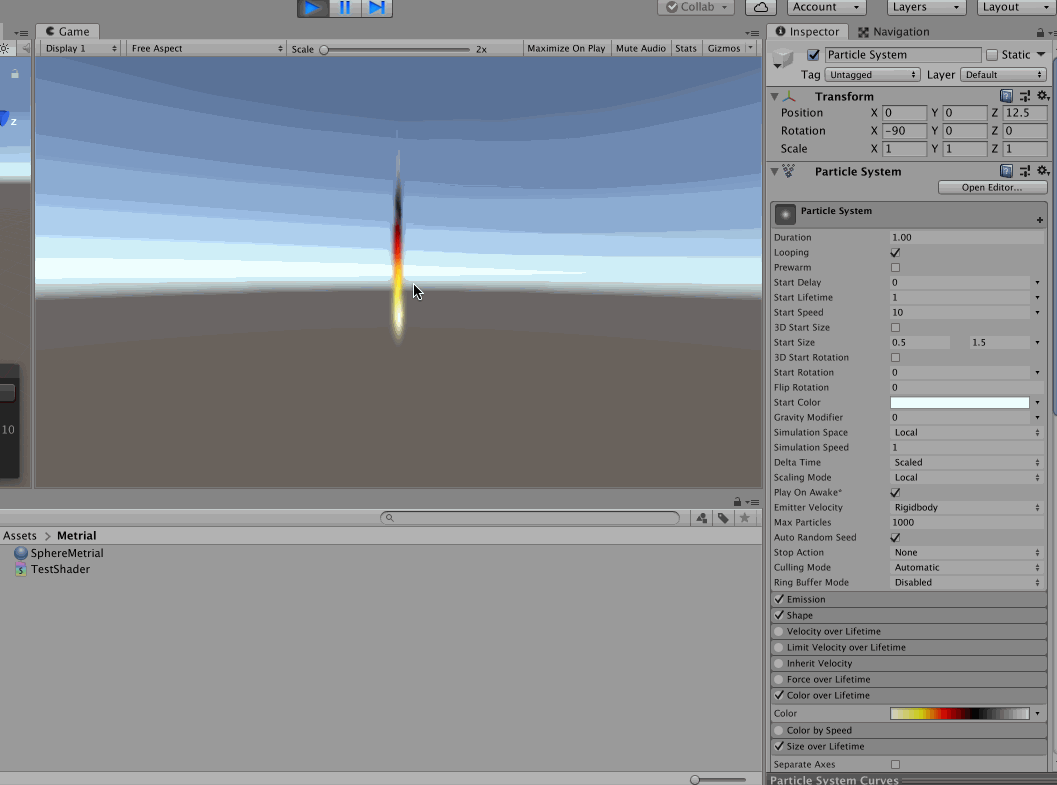 Collab
Account
Layers
Layout
Game
Inspector
Navigation
Display 1
Free Aspect
Scale
2x
Maximize On Play
Mute Audio
Stats
Gizmos
Particle System
Static
Tag
Untagged
Layer
Default
z
Transform
Position X 0 Y 0 Z 12.5
Rotation X -90 Y 0 Z 0
Scale X 1 Y 1 Z 1
Particle System
Open Editor...
Particle System
Duration 1.00
Looping
Prewarm
Start Delay 0
Start Lifetime 1
Start Speed 10
3D Start Size
Start Size 0.5 1.5
3D Start Rotation
Start Rotation 0
Flip Rotation 0
Start Color
Gravity Modifier 0
Simulation Space Local
Simulation Speed 1
Delta Time Scaled
Scaling Mode Local
Play On Awake*
Emitter Velocity Rigidbody
Max Particles 1000
Auto Random Seed
Stop Action None
Culling Mode Automatic
Ring Buffer Mode Disabled
Emission
Shape
Velocity over Lifetime
Limit Velocity over Lifetime
Inherit Velocity
Force over Lifetime
Color over Lifetime
Color
Color by Speed
Size over Lifetime
Separate Axes
Particle System Curves
10
Assets > Metrial
SphereMetrial
TestShader